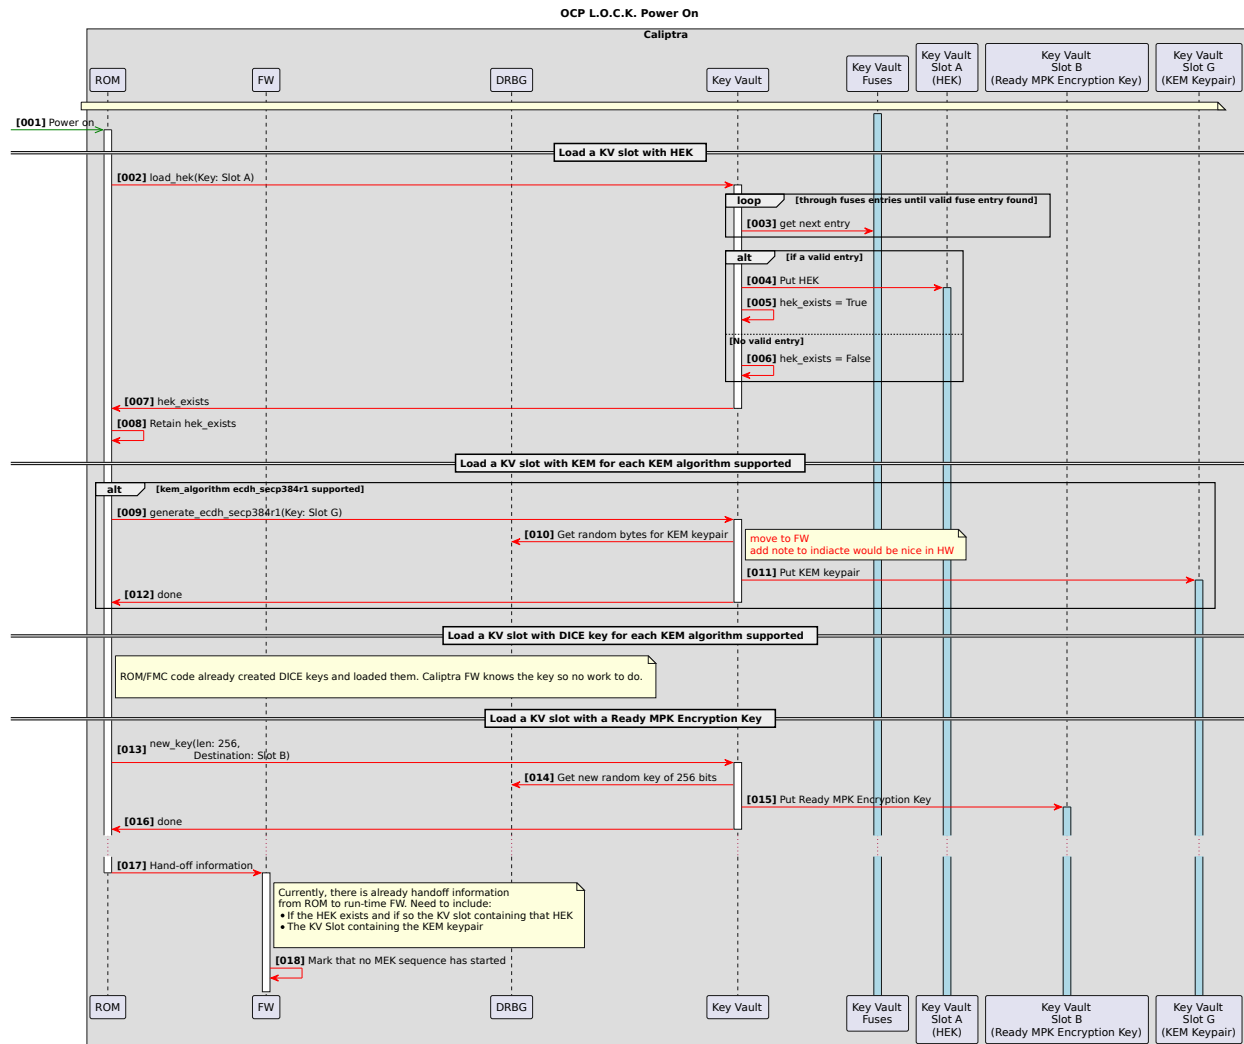 OCP L.O.C.K. Power On
Caliptra
ROM
FW
DRBG
Key Vault
Key Vault
Fuses
Key Vault
Slot A
(HEK)
Key Vault
Slot B
(Ready MPK Encryption Key)
Key Vault
Slot G
(KEM Keypair)
[001] Power on
Load a KV slot with HEK
[002] load_hek(Key: Slot A)
loop [through fuses entries until valid fuse entry found]
[003] get next entry
alt [if a valid entry]
[004] Put HEK
[005] hek_exists = True
[No valid entry]
[006] hek_exists = False
[007] hek_exists
[008] Retain hek_exists
Load a KV slot with KEM for each KEM algorithm supported
alt [kem_algorithm ecdh_secp384r1 supported]
[009] generate_ecdh_secp384r1(Key: Slot G)
[010] Get random bytes for KEM keypair
move to FW
add note to indiacte would be nice in HW
[011] Put KEM keypair
[012] done
Load a KV slot with DICE key for each KEM algorithm supported
ROM/FMC code already created DICE keys and loaded them. Caliptra FW knows the key so no work to do.
Load a KV slot with a Ready MPK Encryption Key
[013] new_key(len: 256,
Destination: Slot B)
[014] Get new random key of 256 bits
[015] Put Ready MPK Encryption Key
[016] done
[017] Hand-off information
Currently, there is already handoff information
from ROM to run-time FW. Need to include:
• If the HEK exists and if so the KV slot containing that HEK
• The KV Slot containing the KEM keypair
[018] Mark that no MEK sequence has started
ROM
FW
DRBG
Key Vault
Key Vault
Fuses
Key Vault
Slot A
(HEK)
Key Vault
Slot B
(Ready MPK Encryption Key)
Key Vault
Slot G
(KEM Keypair)